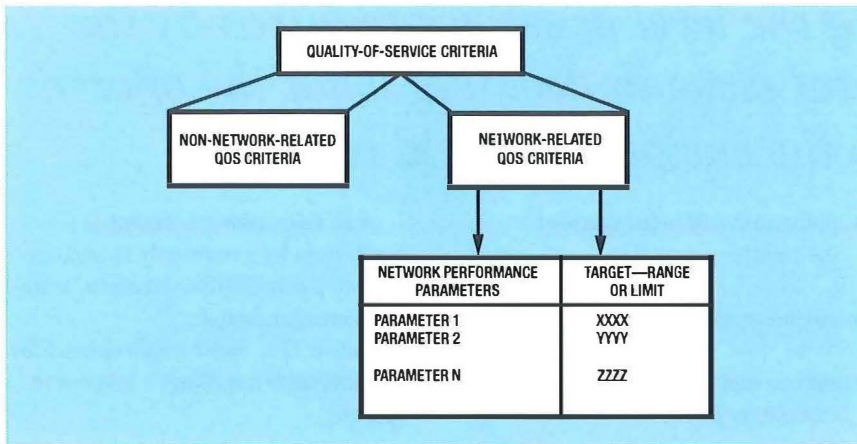 QUALITY-OF-SERVICE CRITERIA
NON-NETWORK-RELATED
QOS CRITERIA
NETWORK-RELATED
QOS CRITERIA
NETWORK PERFORMANCE
PARAMETERS
TARGET—RANGE
OR LIMIT
PARAMETER 1 XXXX
PARAMETER 2 YYYY
PARAMETER N ZZZZ